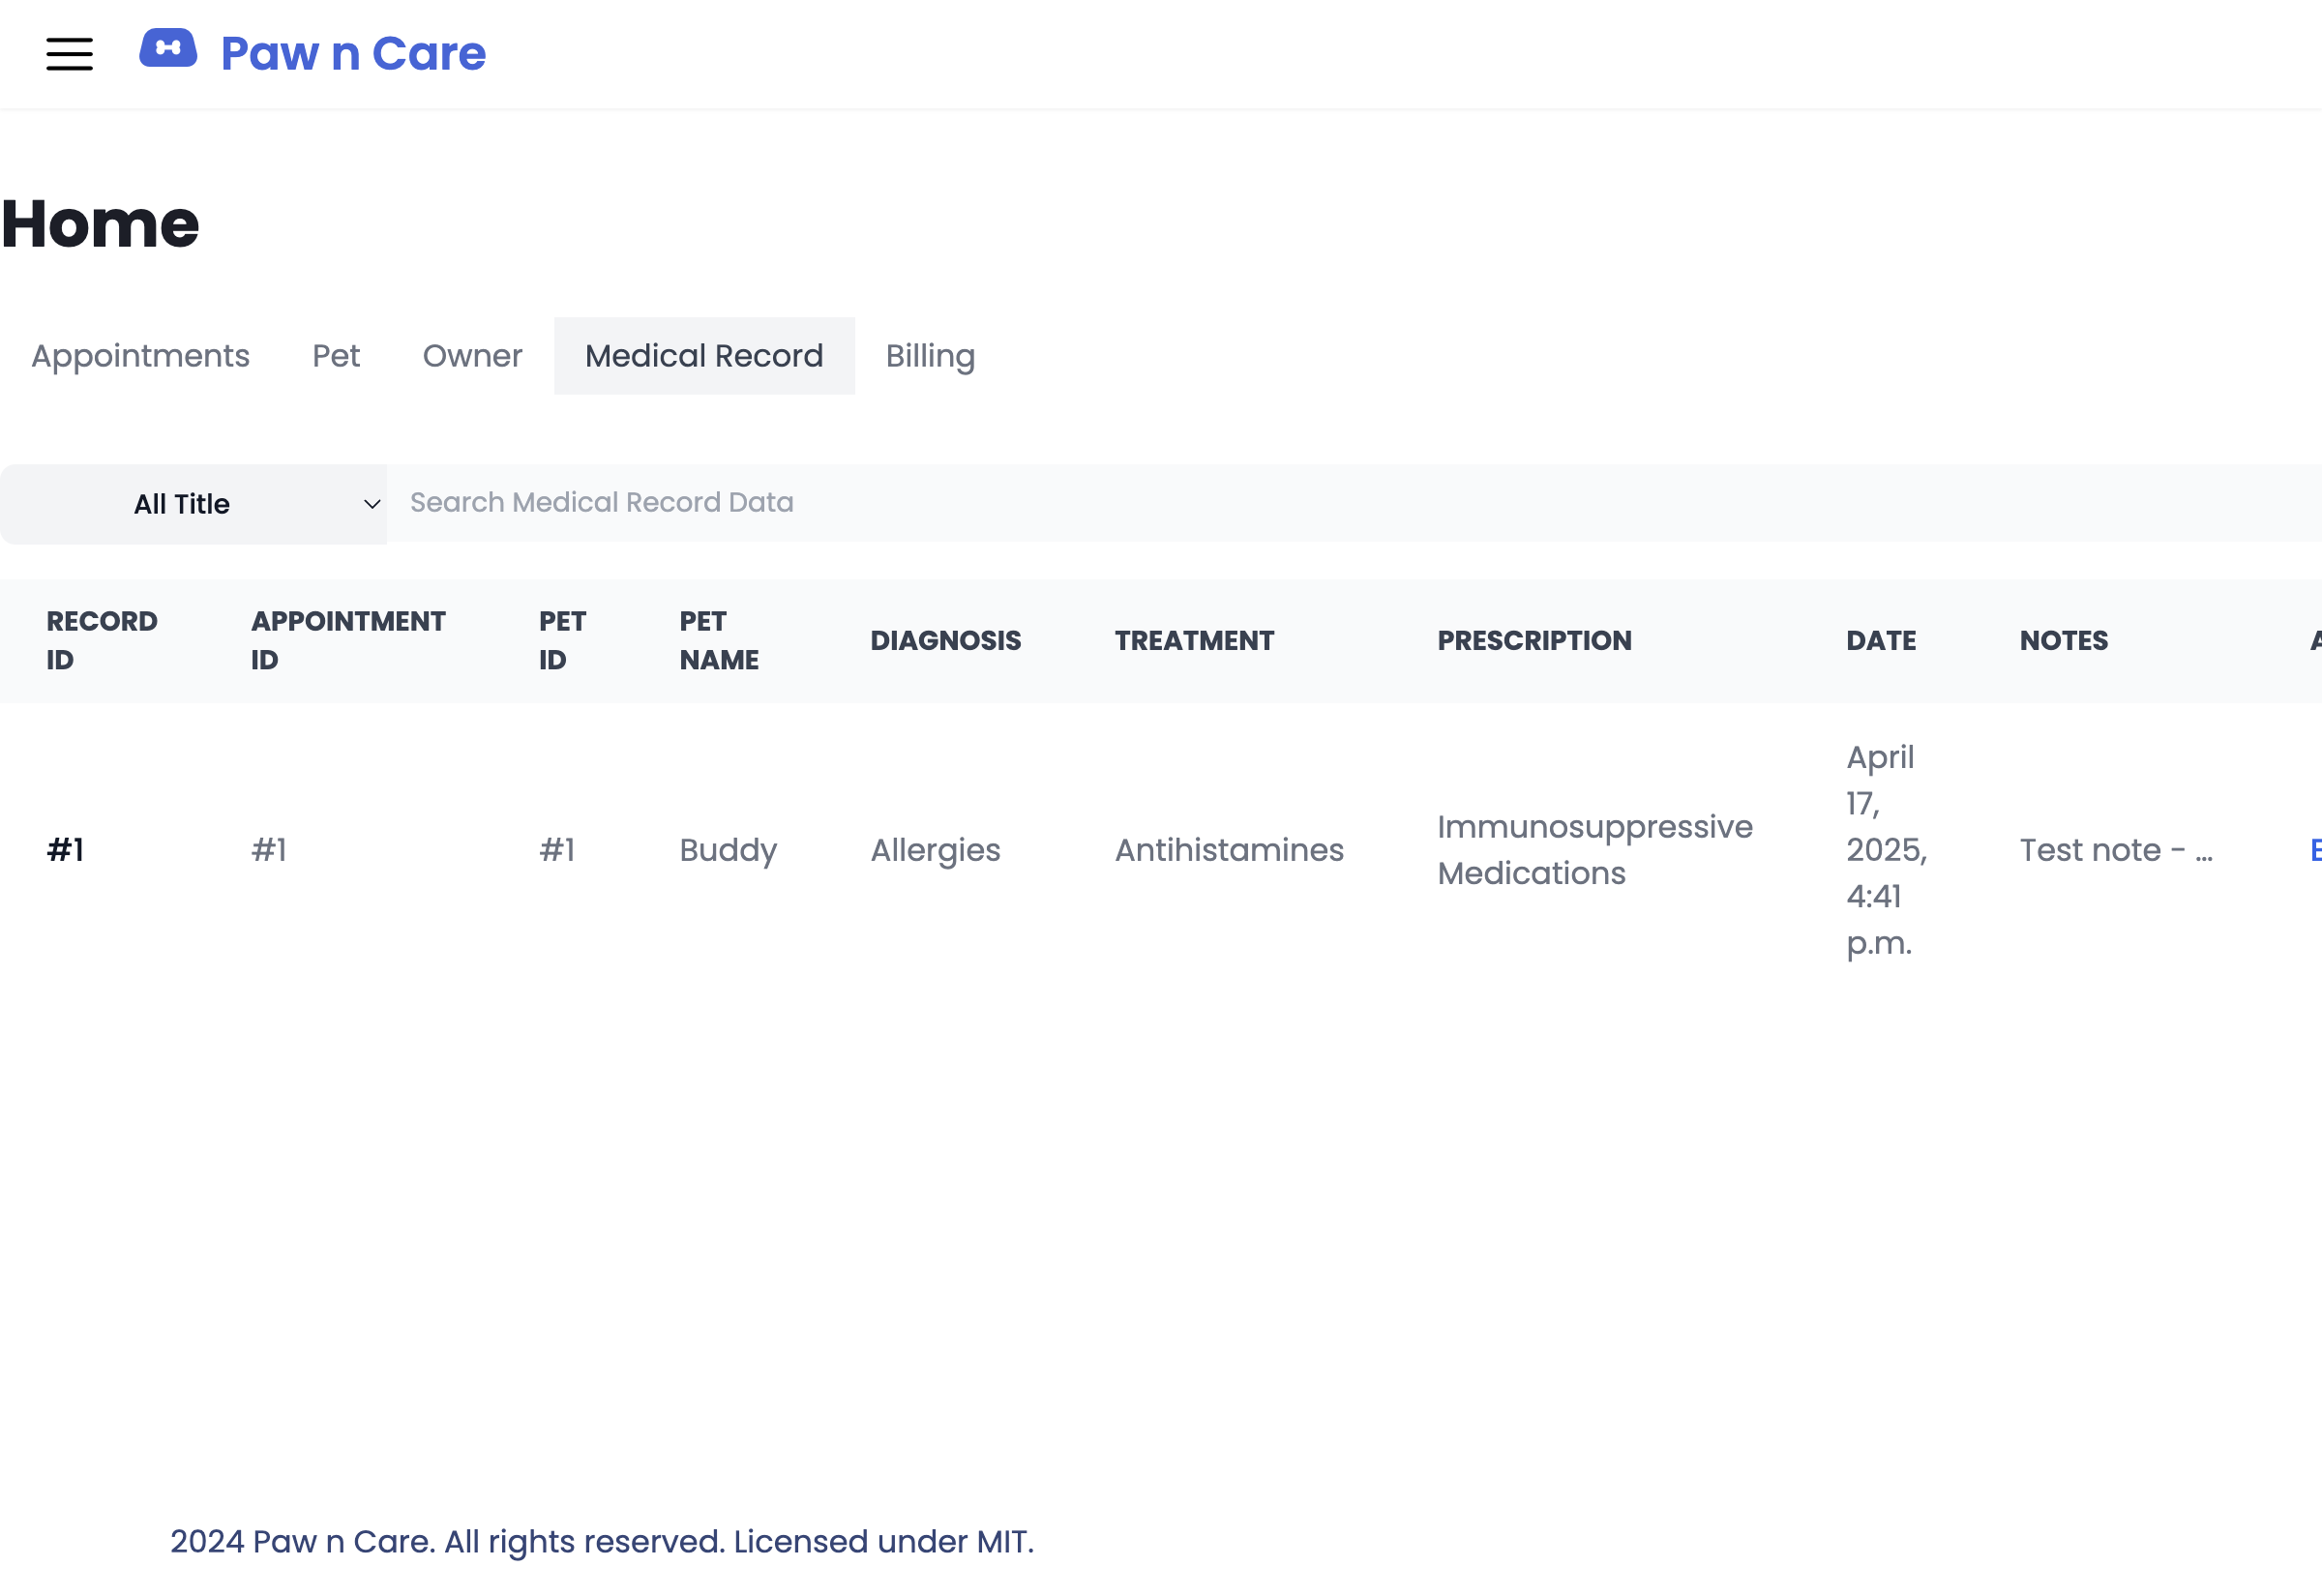 Paw n Care
Home
Appointments Pet Owner Medical Record Billing
All Title Search Medical Record Data
RECORD ID APPOINTMENT ID PET ID PET NAME DIAGNOSIS TREATMENT PRESCRIPTION DATE NOTES
#1 #1 #1 Buddy Allergies Antihistamines Immunosuppressive Medications April 17, 2025, 4:41 p.m. Test note - ...
2024 Paw n Care. All rights reserved. Licensed under MIT.